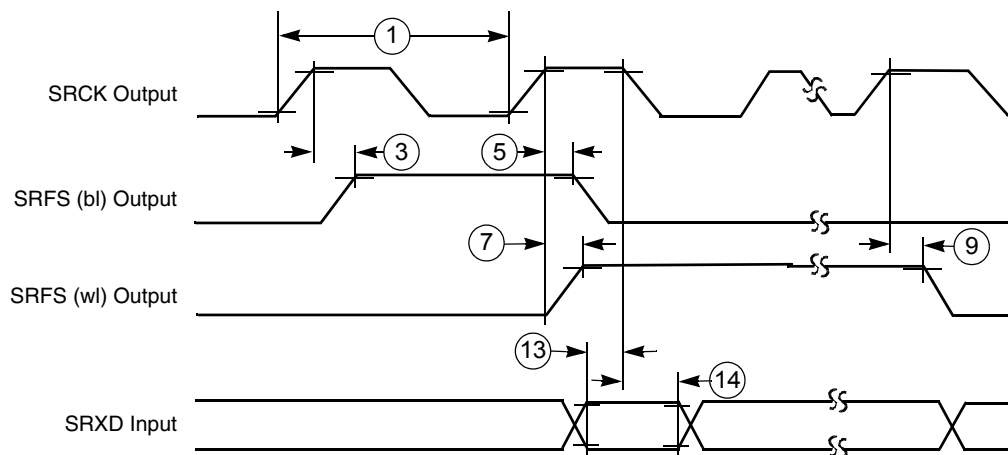 1
SRCK Output
3
5
SRFS (bl) Output
7
9
SRFS (wl) Output
13
14
SRXD Input